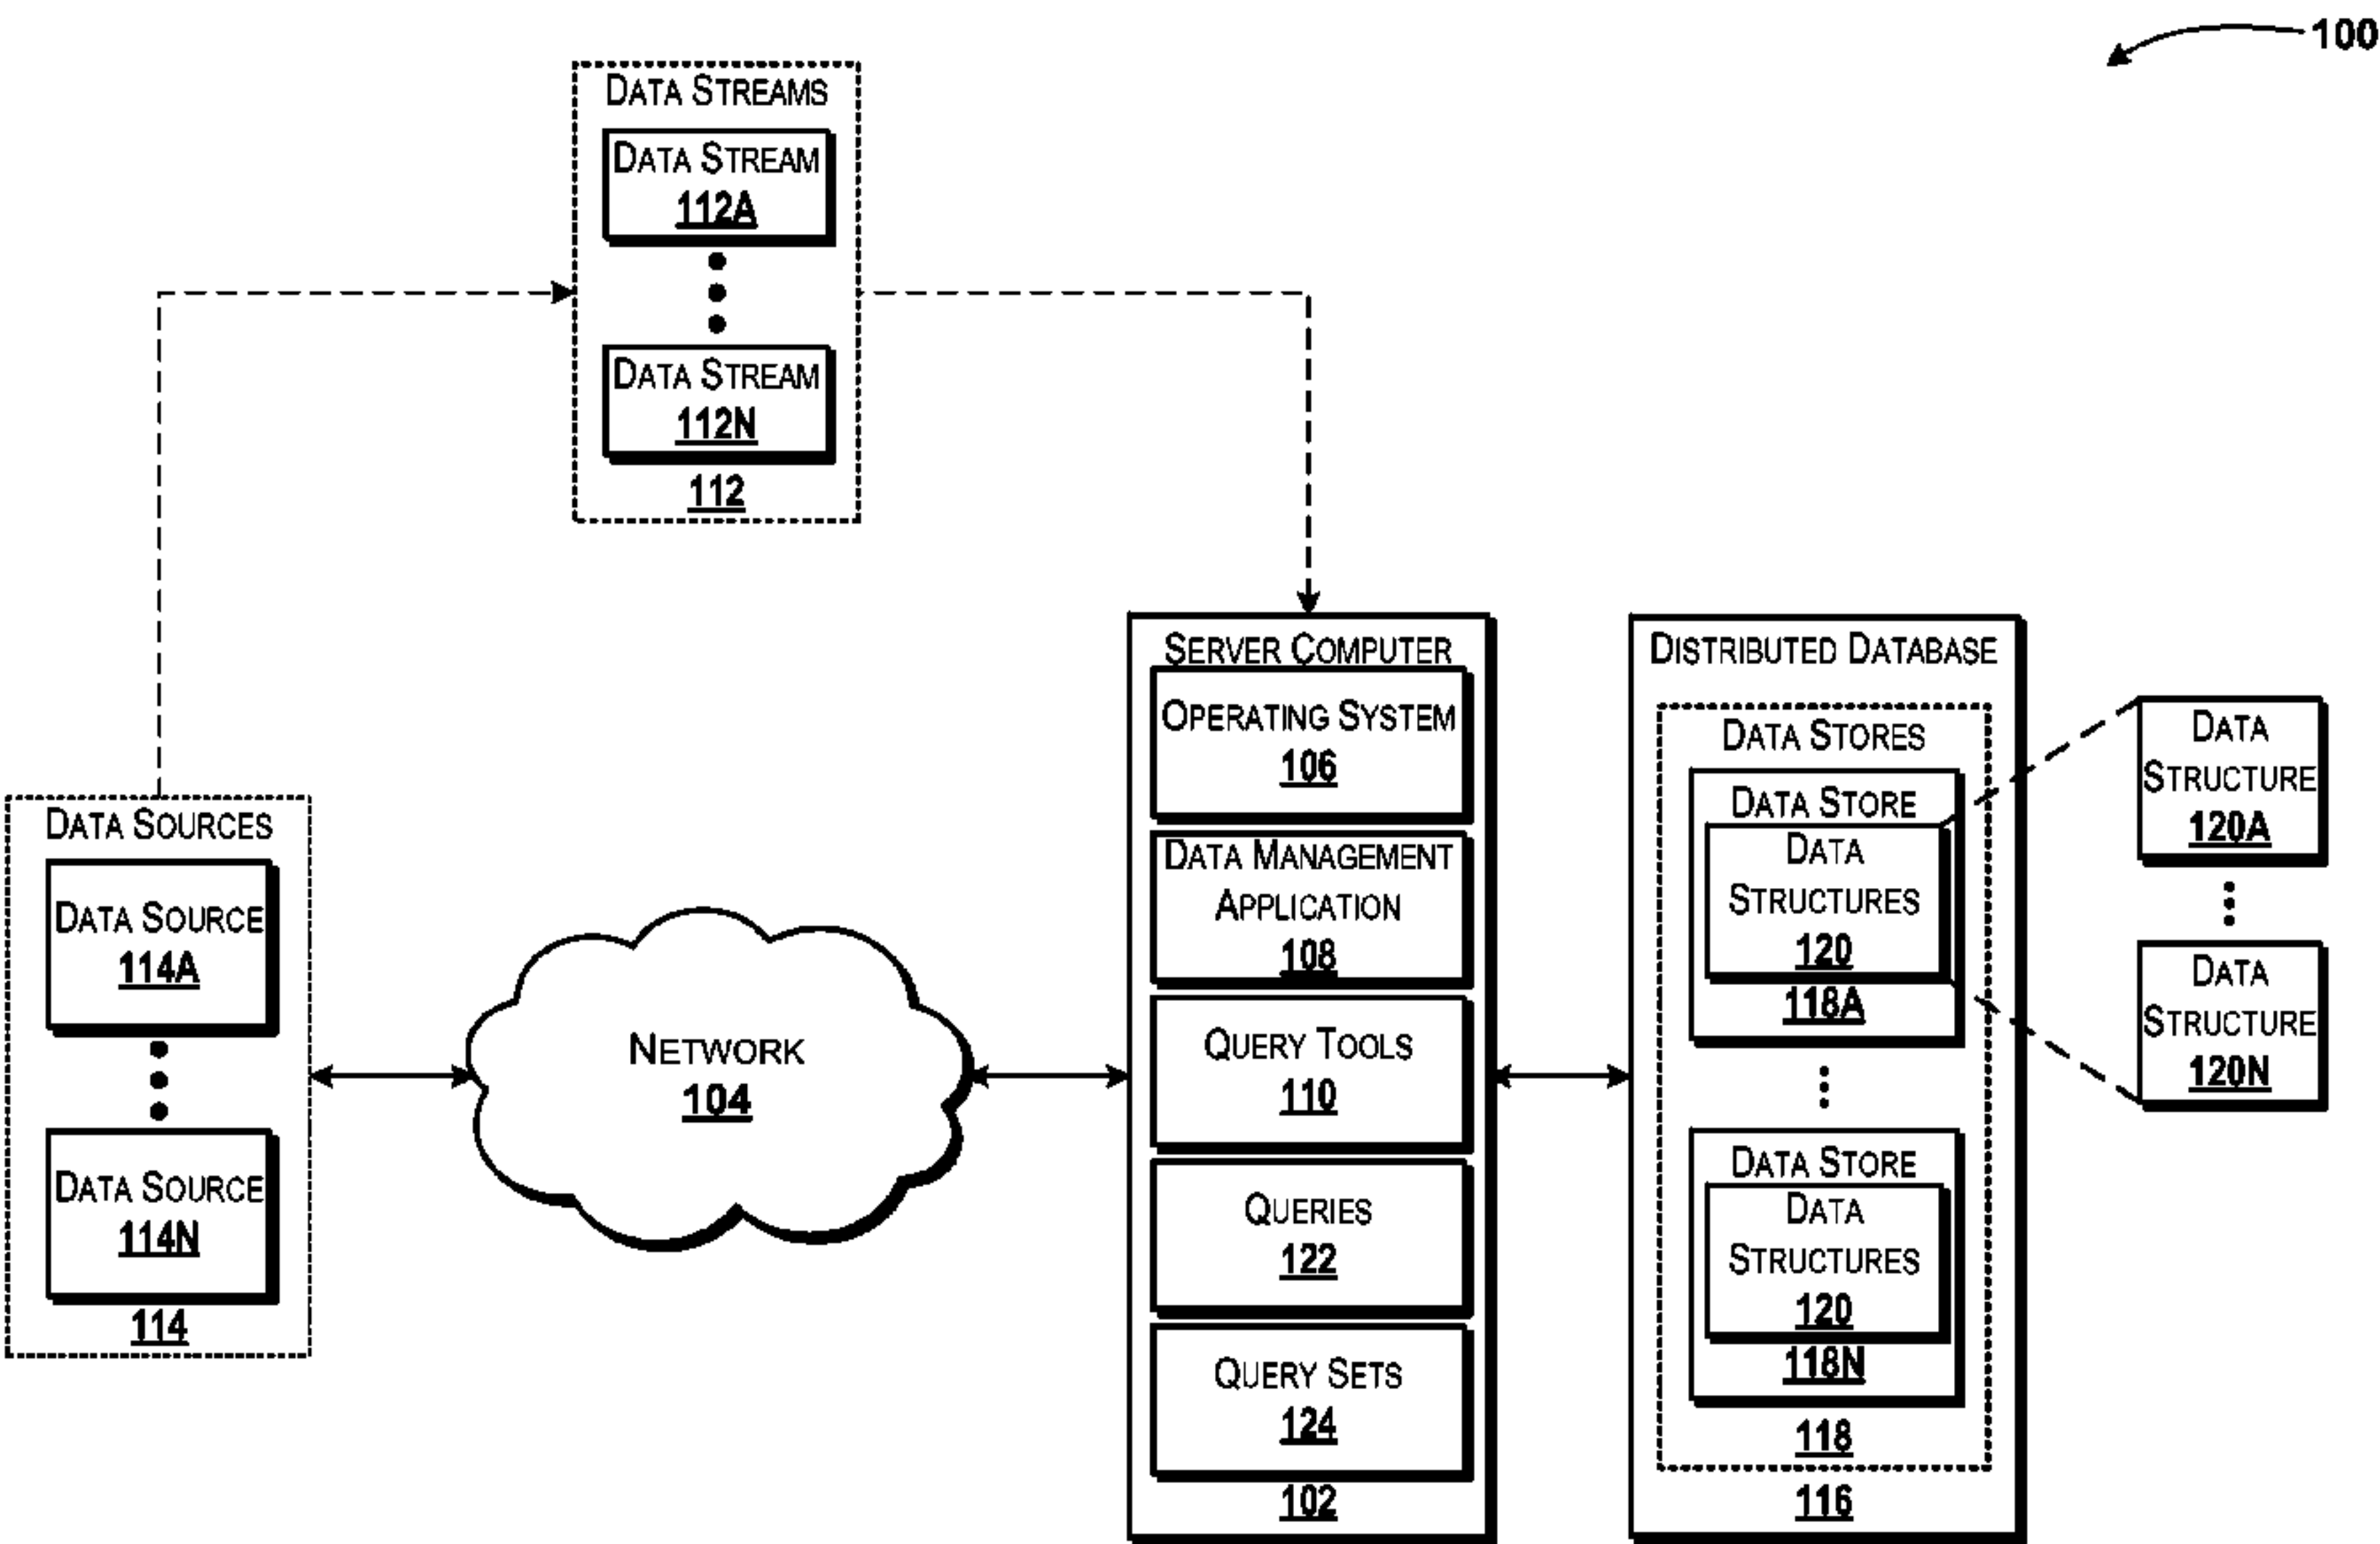 100
DATA STREAMS
DATA STREAM
112A
DATA STREAM
112N
112
DATA SOURCES
DATA SOURCE
114A
DATA SOURCE
114N
114
NETWORK
104
SERVER COMPUTER
OPERATING SYSTEM
106
DATA MANAGEMENT
APPLICATION
108
QUERY TOOLS
110
QUERIES
122
QUERY SETS
124
102
DISTRIBUTED DATABASE
DATA STORES
DATA STORE
DATA
STRUCTURES
120
118A
DATA STORE
DATA
STRUCTURES
120
118N
118
116
DATA
STRUCTURE
120A
DATA
STRUCTURE
120N